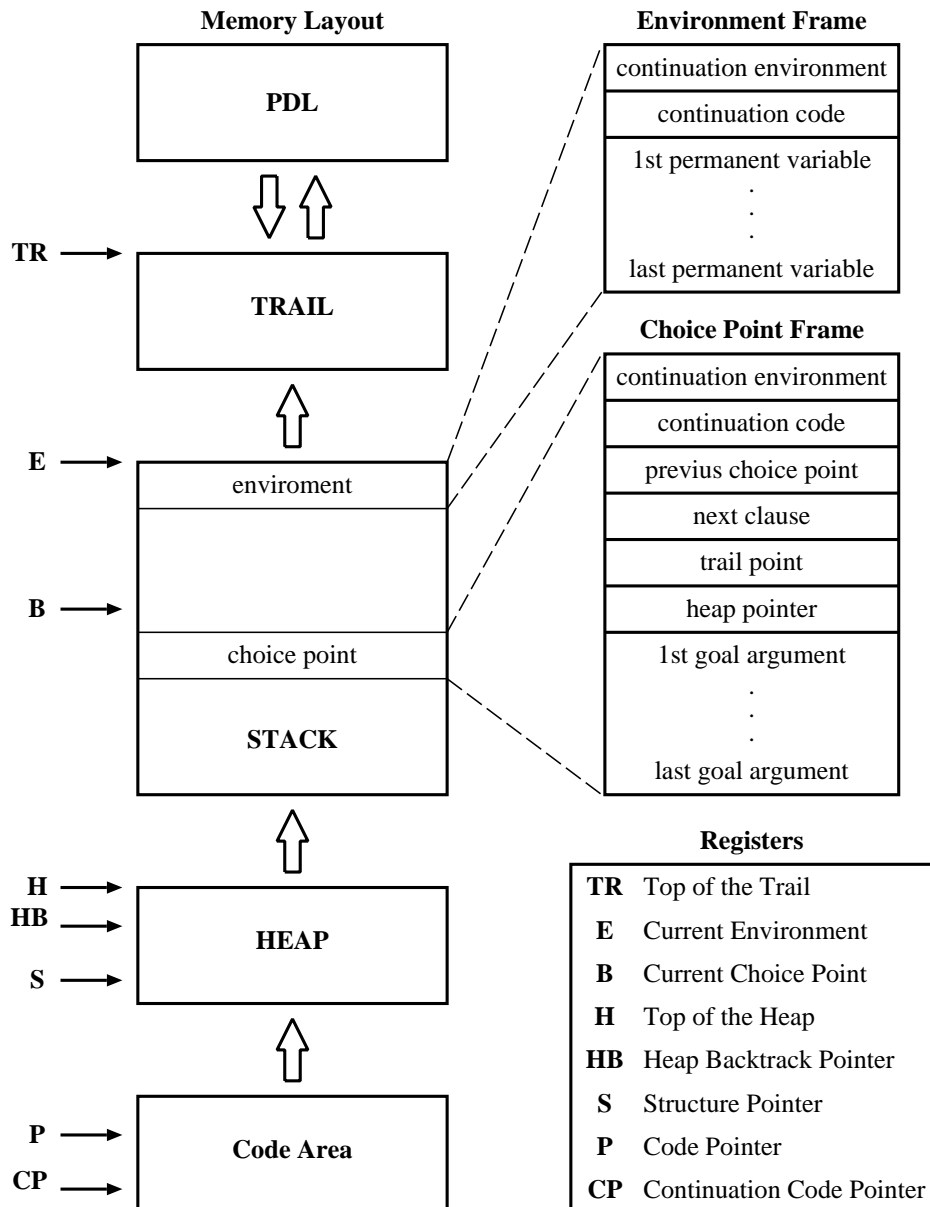 Memory Layout
PDL
TR
TRAIL
E
enviroment
B
choice point
STACK
H
HB
HEAP
S
P
Code Area
CP
Environment Frame
continuation environment
continuation code
1st permanent variable
.
.
.
last permanent variable
Choice Point Frame
continuation environment
continuation code
previus choice point
next clause
trail point
heap pointer
1st goal argument
.
.
.
last goal argument
Registers
TR Top of the Trail
E Current Environment
B Current Choice Point
H Top of the Heap
HB Heap Backtrack Pointer
S Structure Pointer
P Code Pointer
CP Continuation Code Pointer